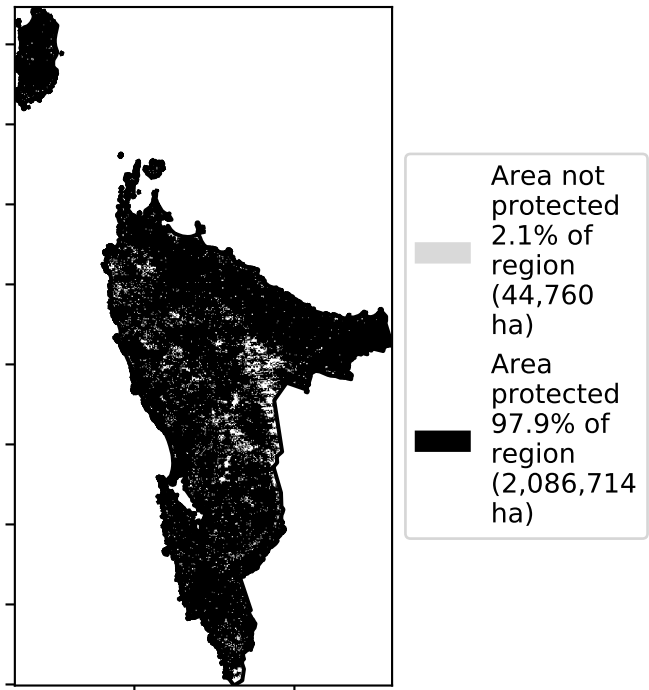 Area not
protected
2.1% of
region
(44,760
ha)
Area
protected
97.9% of
region
(2,086,714
ha)